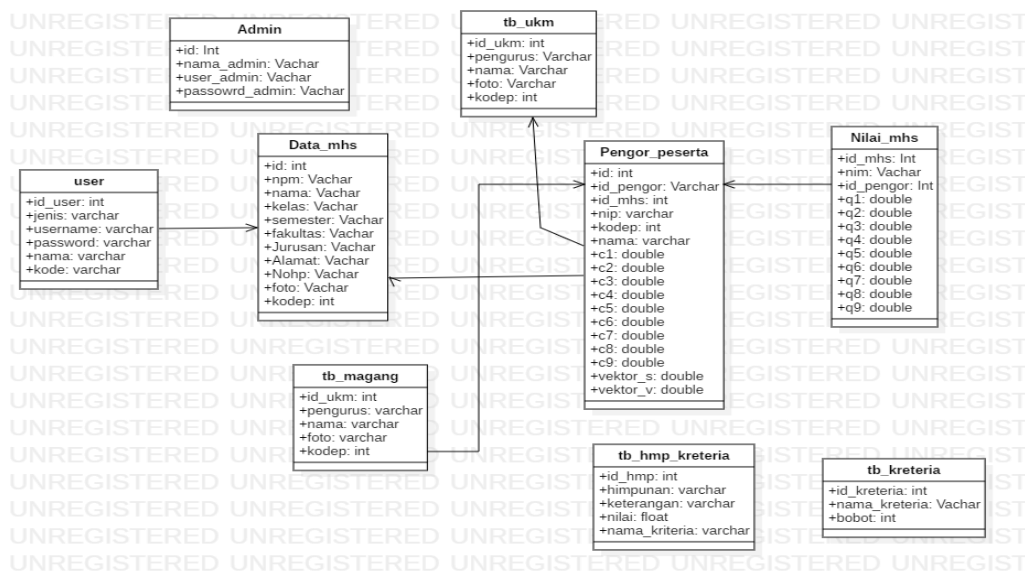 Admin
+id: Int
+nama_admin: Vachar
+user_admin: Vachar
+passowrd_admin: Vachar
tb_ukm
+id_ukm: int
+pengurus: Varchar
+nama: Varchar
+foto: Varchar
+kodep: int
user
+id_user: int
+jenis: varchar
+username: varchar
+password: varchar
+nama: varchar
+kode: varchar
Data_mhs
+id: int
+npm: Vachar
+nama: Vachar
+kelas: Vachar
+semester: Vachar
+fakultas: Vachar
+Jurusan: Vachar
+Alamat: Vachar
+Nohp: Vachar
+foto: Vachar
+kodep: int
Pengor_peserta
+id: int
+id_pengor: Varchar
+id_mhs: int
+nip: varchar
+kodep: int
+nama: varchar
+c1: double
+c2: double
+c3: double
+c4: double
+c5: double
+c6: double
+c7: double
+c8: double
+c9: double
+vektor_s: double
+vektor_v: double
Nilai_mhs
+id_mhs: Int
+nim: Vachar
+id_pengor: Int
+q1: double
+q2: double
+q3: double
+q4: double
+q5: double
+q6: double
+q7: double
+q8: double
+q9: double
tb_magang
+id_ukm: int
+pengurus: varchar
+nama: varchar
+foto: varchar
+kodep: int
tb_hmp_kreteria
+id_hmp: int
+himpunan: varchar
+keterangan: varchar
+nilai: float
+nama_kriteria: varchar
tb_kreteria
+id_kreteria: int
+nama_kreteria: Vachar
+bobot: int